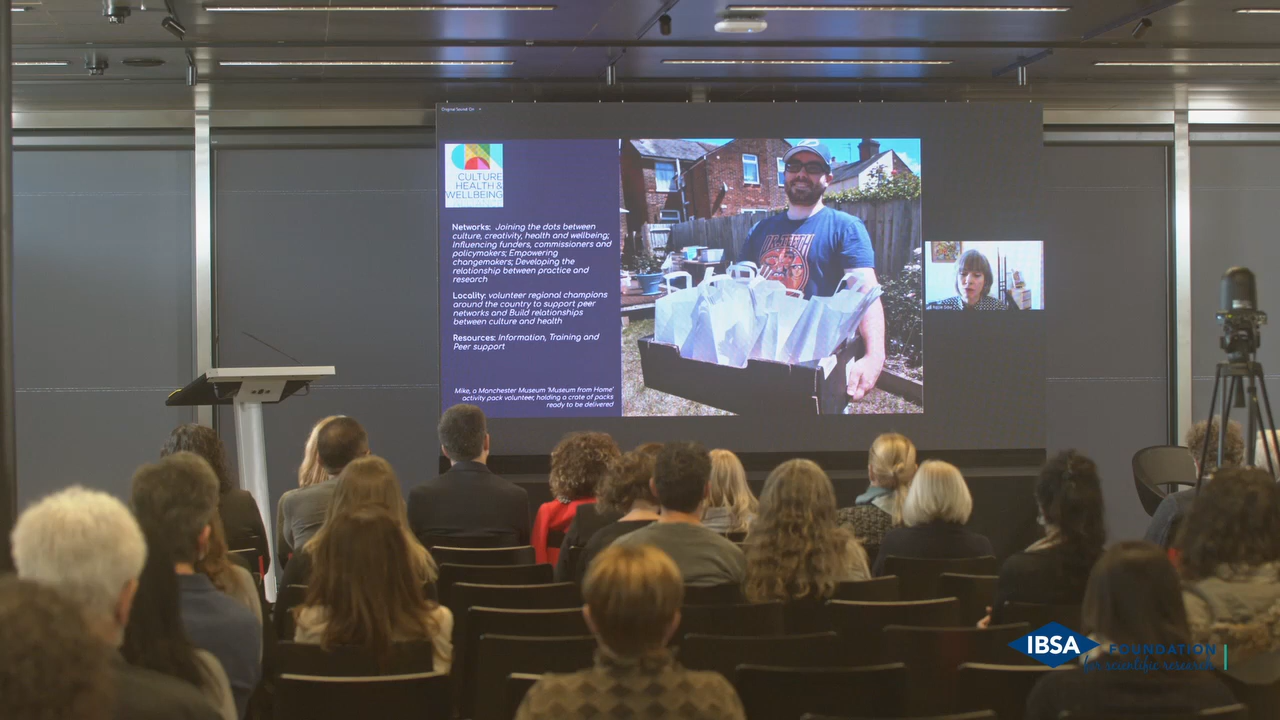 Original Sound: On
CULTURE
HEALTH &
WELLBEING
Networks: Joining the dots between
culture, creativity, health and wellbeing;
Influencing funders, commissioners and
policymakers; Empowering
changemakers; Developing the
relationship between practice and
research
Locality: volunteer regional champions
around the country to support peer
networks and Build relationships
between culture and health
Resources: Information, Training and
Peer support
Mike, a Manchester Museum 'Museum from Home'
activity pack volunteer, holding a crate of packs
ready to be delivered
IBSA
FOUNDATION
for scientific research